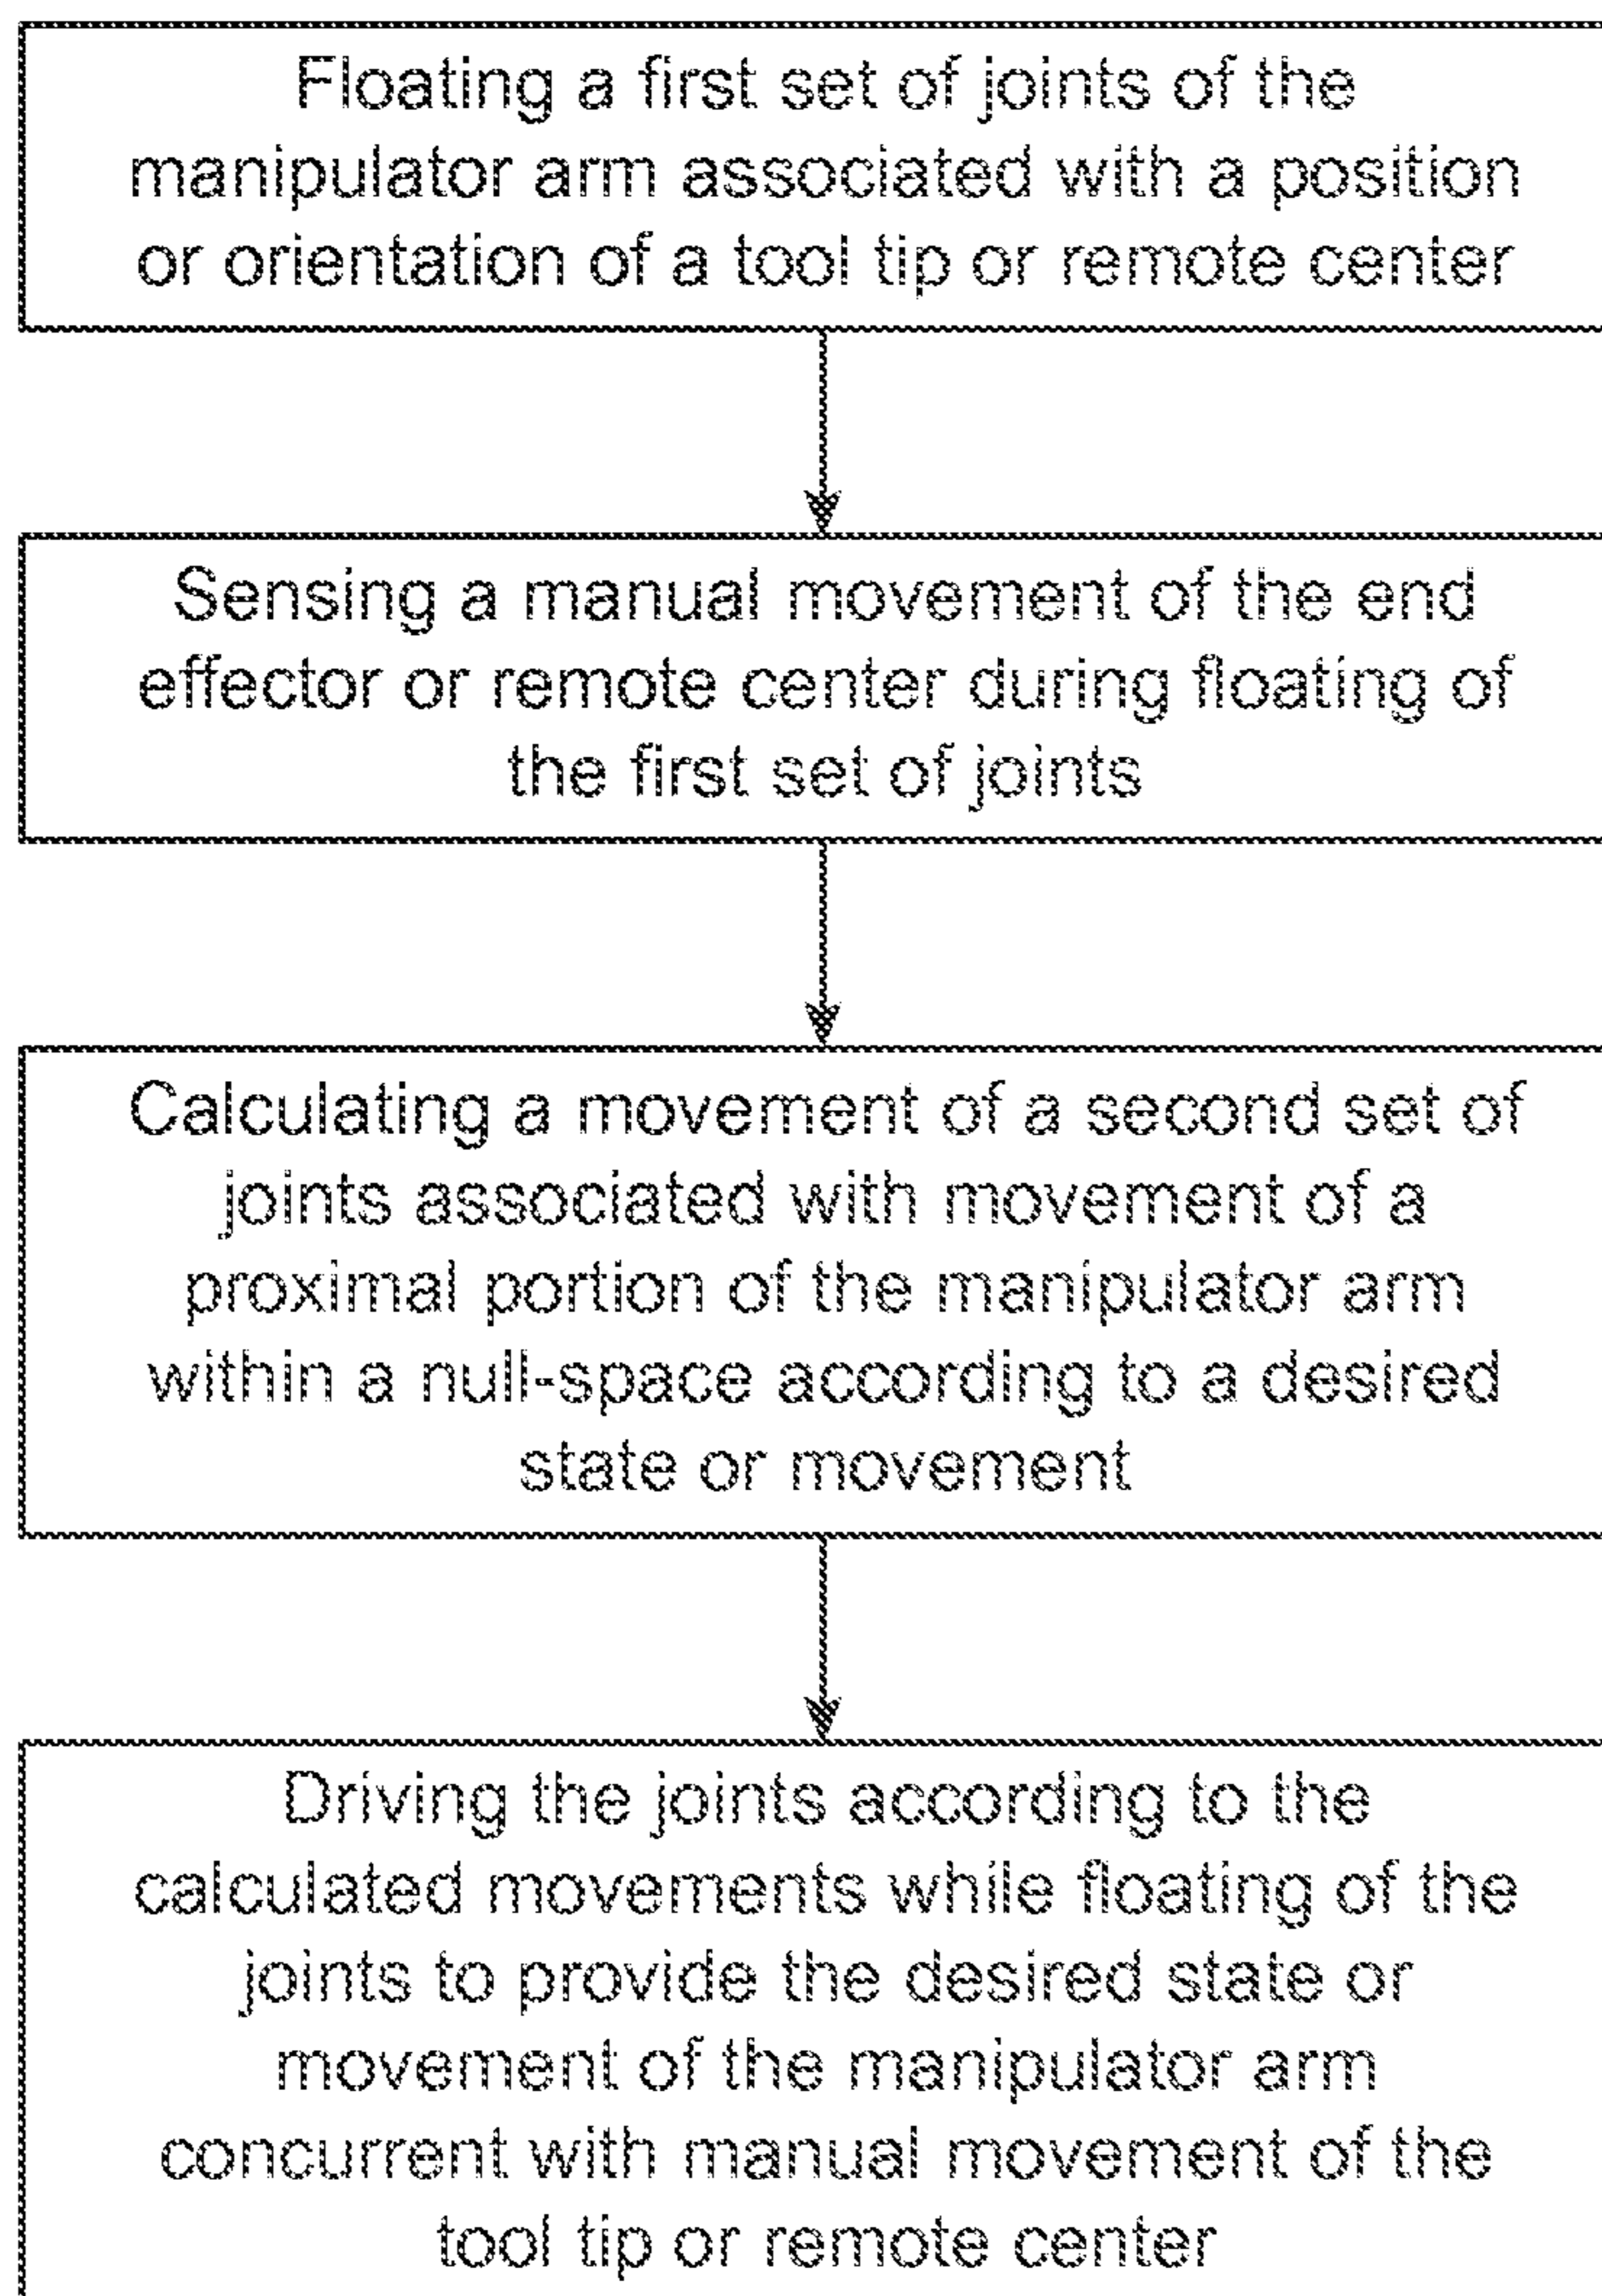 Floating a first set of joints of the
manipulator arm associated with a position
or orientation of a tool tip or remote center
Sensing a manual movement of the end
effector or remote center during floating of
the first set of joints
Calculating a movement of a second set of
joints associated with movement of a
proximal portion of the manipulator arm
within a null-space according to a desired
state or movement
Driving the joints according to the
calculated movements while floating of the
joints to provide the desired state or
movement of the manipulator arm
concurrent with manual movement of the
tool tip or remote center